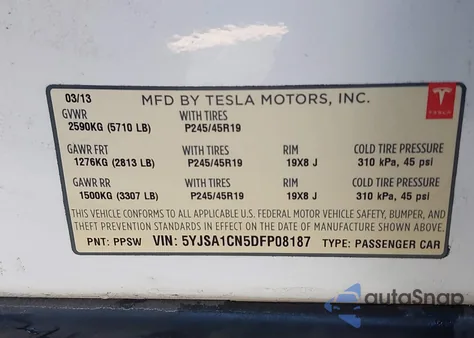 03/13 MFD BY TESLA MOTORS, INC.
GVWR WITH TIRES
2590KG (5710 LB) P245/45R19
GAWR FRT WITH TIRES RIM COLD TIRE PRESSURE
1276KG (2813 LB) P245/45R19 19X8 J 310 kPa, 45 psi
GAWR RR WITH TIRES RIM COLD TIRE PRESSURE
1500KG (3307 LB) P245/45R19 19X8 J 310 kPa, 45 psi
THIS VEHICLE CONFORMS TO ALL APPLICABLE U.S. FEDERAL MOTOR VEHICLE SAFETY, BUMPER, AND
THEFT PREVENTION STANDARDS IN EFFECT ON THE DATE OF MANUFACTURE SHOWN ABOVE.
PNT: PPSW VIN: 5YJSA1CN5DFP08187 TYPE: PASSENGER CAR
TESLA
autoSnap